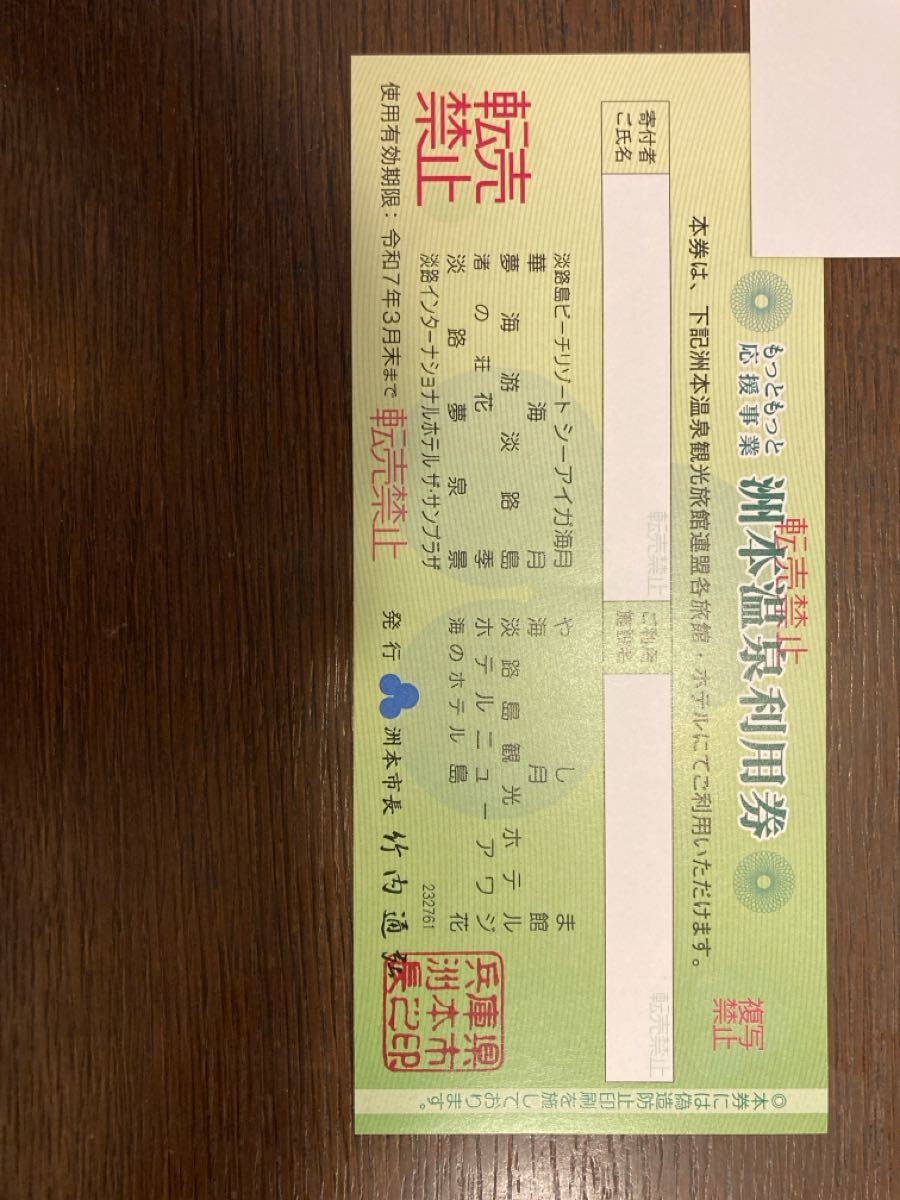 もっともっと
応援事業
洲本温泉利用券
転売禁止
複写
禁止
本券は、下記洲本温泉観光旅館連盟各旅館・ホテルにてご利用いただけます。
寄付者
ご氏名
転売禁止
ご利用
施設名
転売禁止
淡路島ビーチリゾート シーアイガ海月
やしま
華海月
海月館
夢海游淡路島
淡路島観光ホテル
渚の荘花季
ホテルニューアワジ
淡路夢泉景
海のホテル島花
淡路インターナショナルホテル ザ・サンプラザ
232761
転売
禁止
使用有効期限：令和7年3月末まで
転売禁止
発行
洲本市長 竹内通弘
兵庫県
洲本市
長之印
◎本券には偽造防止印刷を施しております。